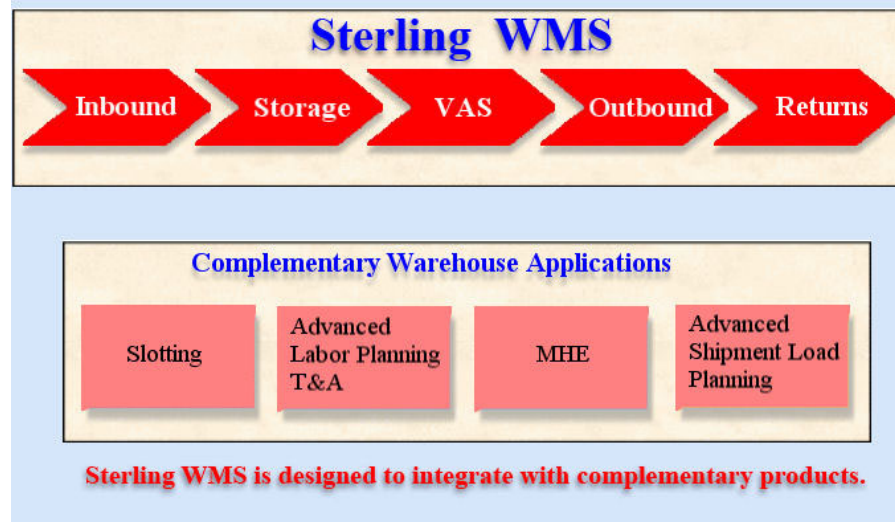 Sterling WMS
Inbound
Storage
VAS
Outbound
Returns
Complementary Warehouse Applications
Slotting
Advanced
Labor Planning
T&A
MHE
Advanced
Shipment Load
Planning
Sterling WMS is designed to integrate with complementary products.